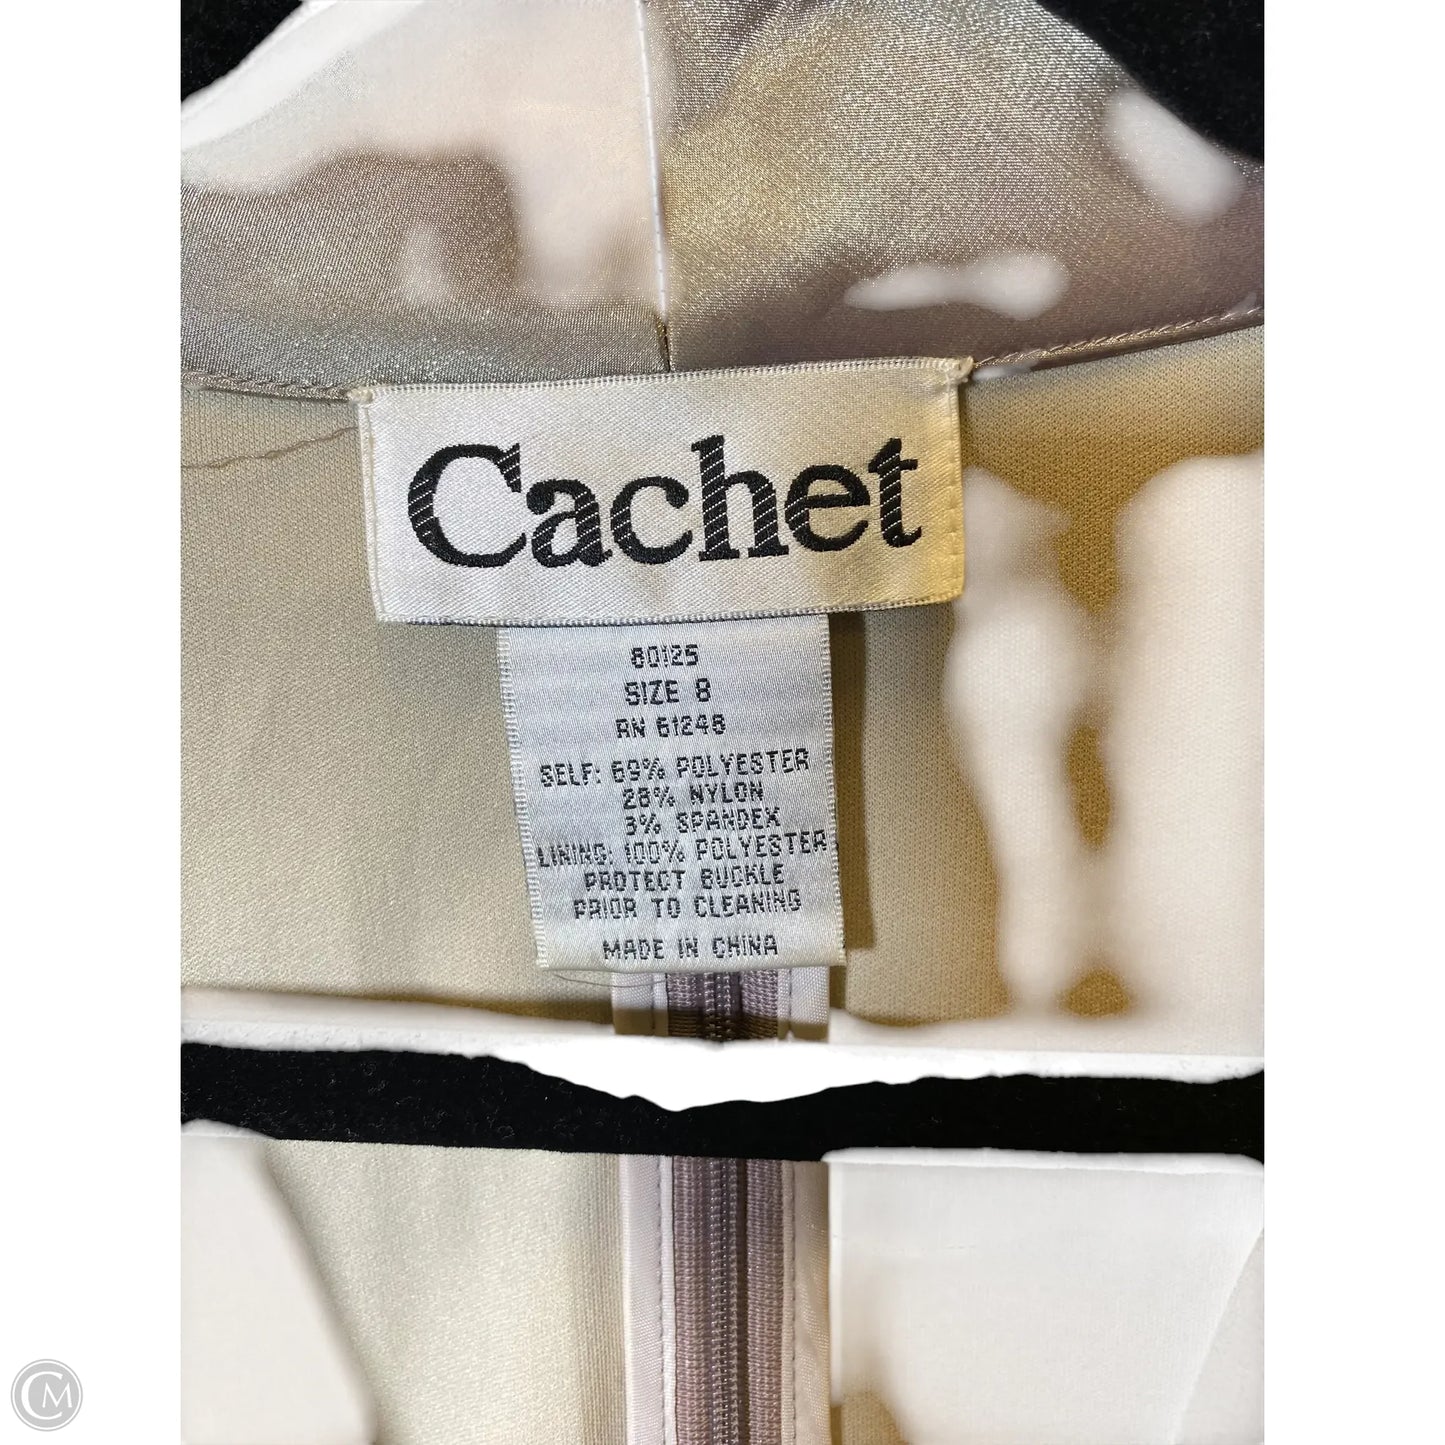 Cachet
80125
SIZE 8
RN 61248
SELF: 69% POLYESTER
28% NYLON
3% SPANDEX
LINING: 100% POLYESTER
PROTECT BUCKLE
PRIOR TO CLEANING
MADE IN CHINA
CM